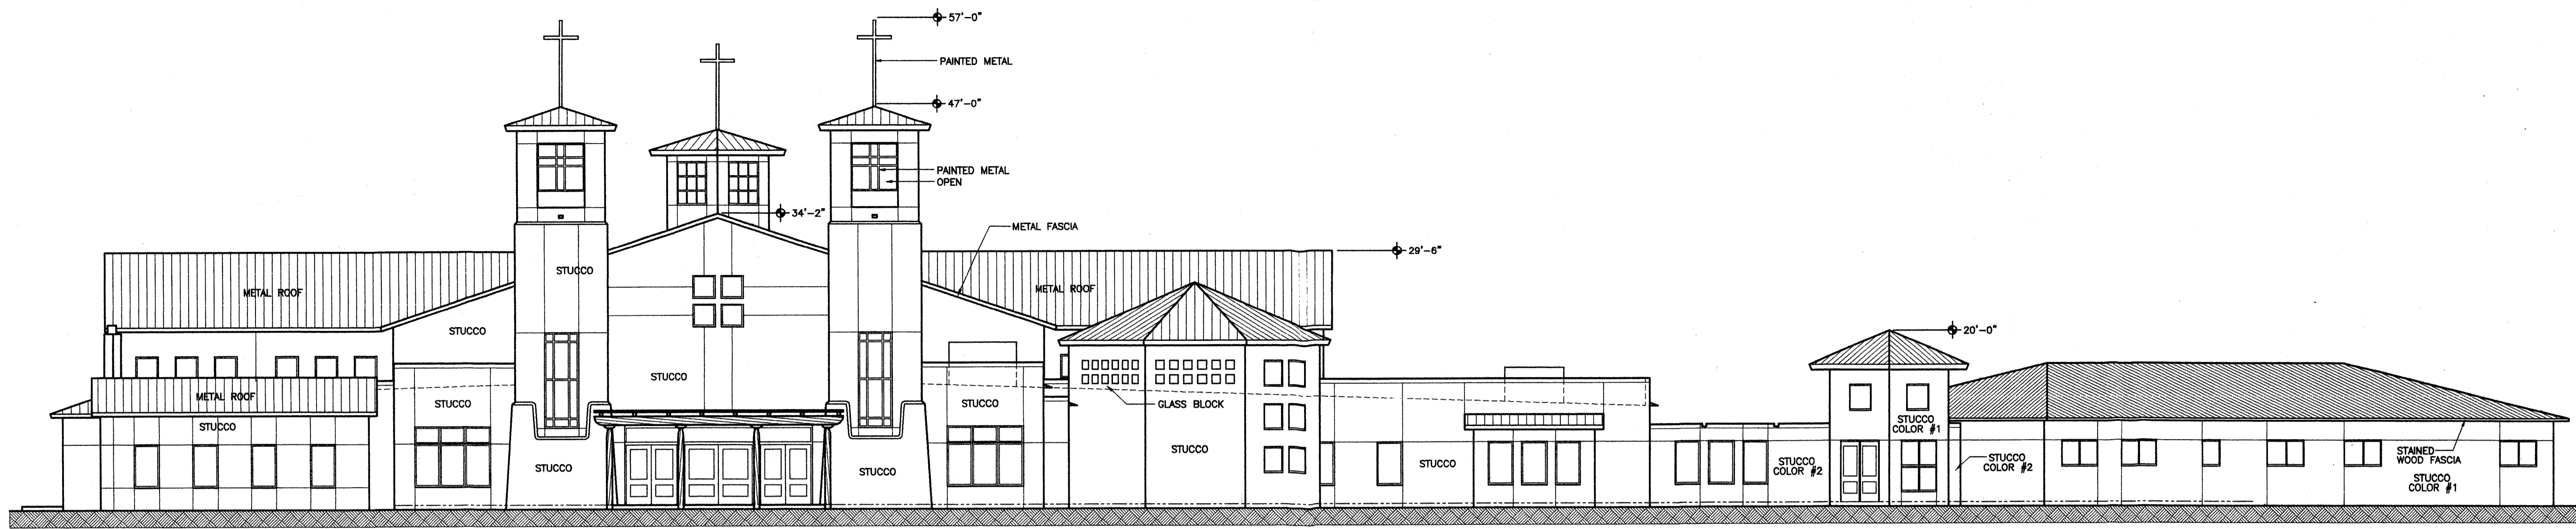 57'-0"
PAINTED METAL
47'-0"
PAINTED METAL
OPEN
34'-2"
METAL FASCIA
29'-6"
STUCCO
METAL ROOF
METAL ROOF
STUCCO
20'-0"
STUCCO
METAL ROOF
STUCCO
STUCCO
GLASS BLOCK
STUCCO
STUCCO
COLOR #1
STUCCO
STUCCO
STUCCO
STUCCO
STUCCO
STUCCO
COLOR #2
STUCCO
COLOR #2
STAINED
WOOD FASCIA
STUCCO
COLOR #1